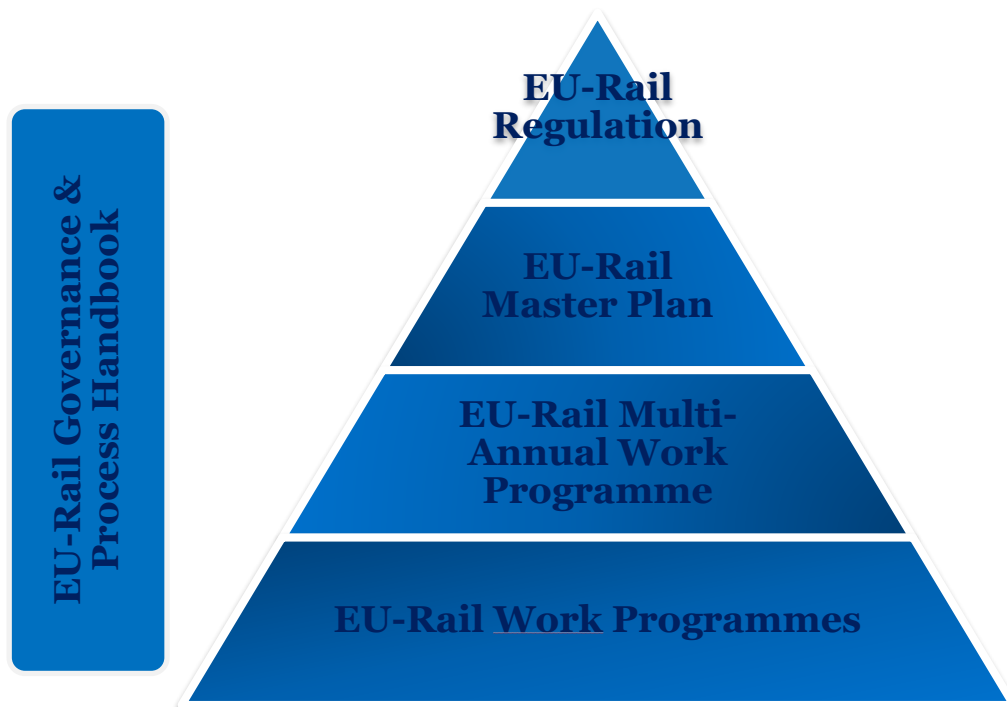 EU-Rail Governance &
Process Handbook
EU-Rail
Regulation
EU-Rail
Master Plan
EU-Rail Multi-
Annual Work
Programme
EU-Rail Work Programmes